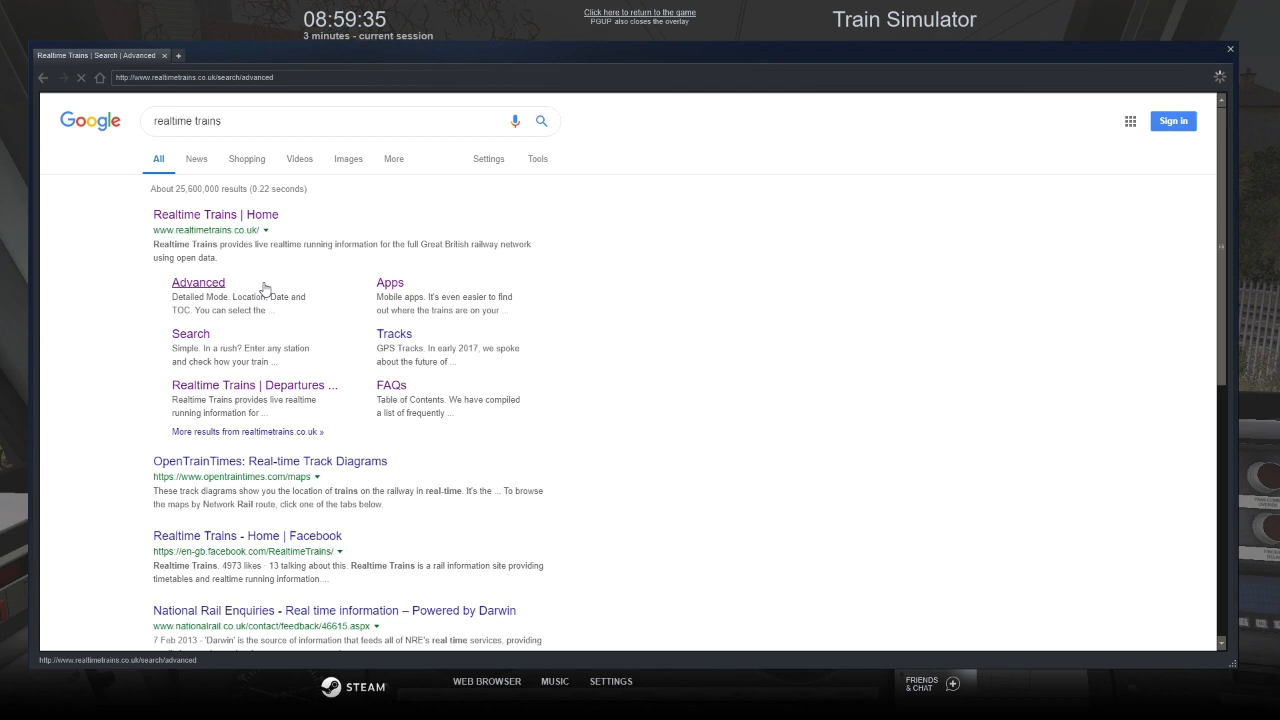 08:59:35
3 minutes - current session
Click here to return to the game
PGUP also closes the overlay
Train Simulator
Realtime Trains | Search | Advanced
http://www.realtimetrains.co.uk/search/advanced
Google
realtime trains
Sign in
All News Shopping Videos Images More Settings Tools
About 25,600,000 results (0.22 seconds)
Realtime Trains | Home
www.realtimetrains.co.uk/
Realtime Trains provides live realtime running information for the full Great British railway network
using open data.
Advanced
Detailed Mode. Location, Date and
TOC. You can select the ...
Apps
Mobile apps. It's even easier to find
out where the trains are on your ...
Search
Simple. In a rush? Enter any station
and check how your train ...
Tracks
GPS Tracks. In early 2017, we spoke
about the future of ...
Realtime Trains | Departures ...
Realtime Trains provides live realtime
running information for ...
FAQs
Table of Contents. We have compiled
a list of frequently ...
More results from realtimetrains.co.uk »
OpenTrainTimes: Real-time Track Diagrams
https://www.opentraintimes.com/maps
These track diagrams show you the location of trains on the railway in real-time. It's the ... To browse
the maps by Network Rail route, click one of the tabs below.
Realtime Trains - Home | Facebook
https://en-gb.facebook.com/RealtimeTrains/
Realtime Trains. 4973 likes · 13 talking about this. Realtime Trains is a rail information site providing
timetables and realtime running information....
National Rail Enquiries - Real time information – Powered by Darwin
www.nationalrail.co.uk/contact/feedback/46615.aspx
7 Feb 2013 - 'Darwin' is the source of information that feeds all of NRE's real time services, providing
http://www.realtimetrains.co.uk/search/advanced
STEAM
WEB BROWSER MUSIC SETTINGS
FRIENDS
& CHAT